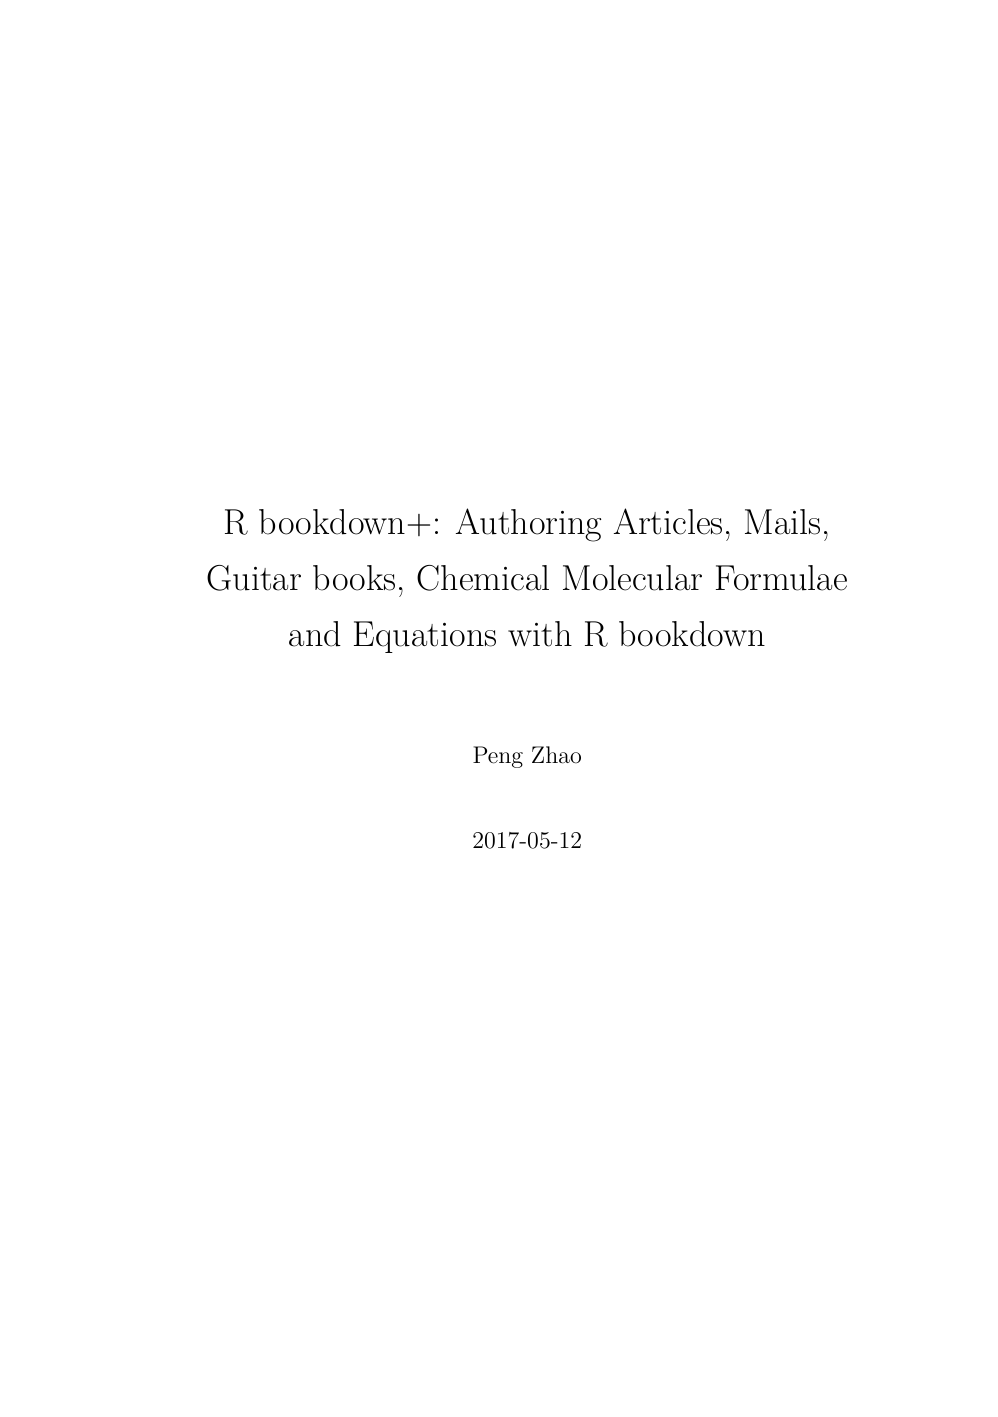 R bookdown+: Authoring Articles, Mails,
Guitar books, Chemical Molecular Formulae
and Equations with R bookdown
Peng Zhao
2017-05-12